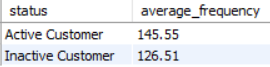 status average_frequency
Active Customer 145.55
Inactive Customer 126.51